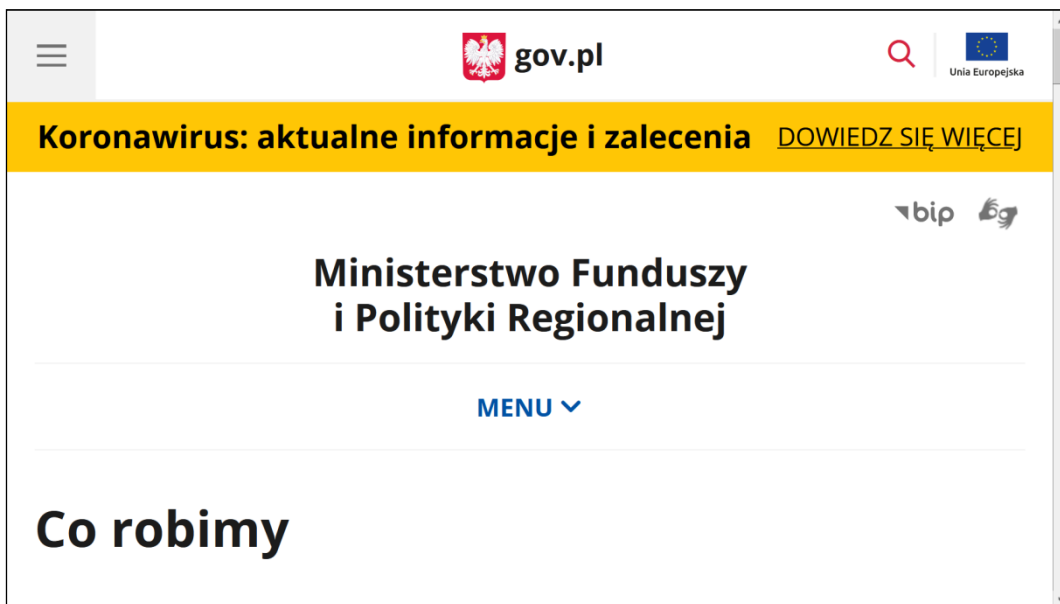 gov.pl
Unia Europejska
Koronawirus: aktualne informacje i zalecenia DOWIEDZ SIĘ WIĘCEJ
bip
Ministerstwo Funduszy
i Polityki Regionalnej
MENU
Co robimy